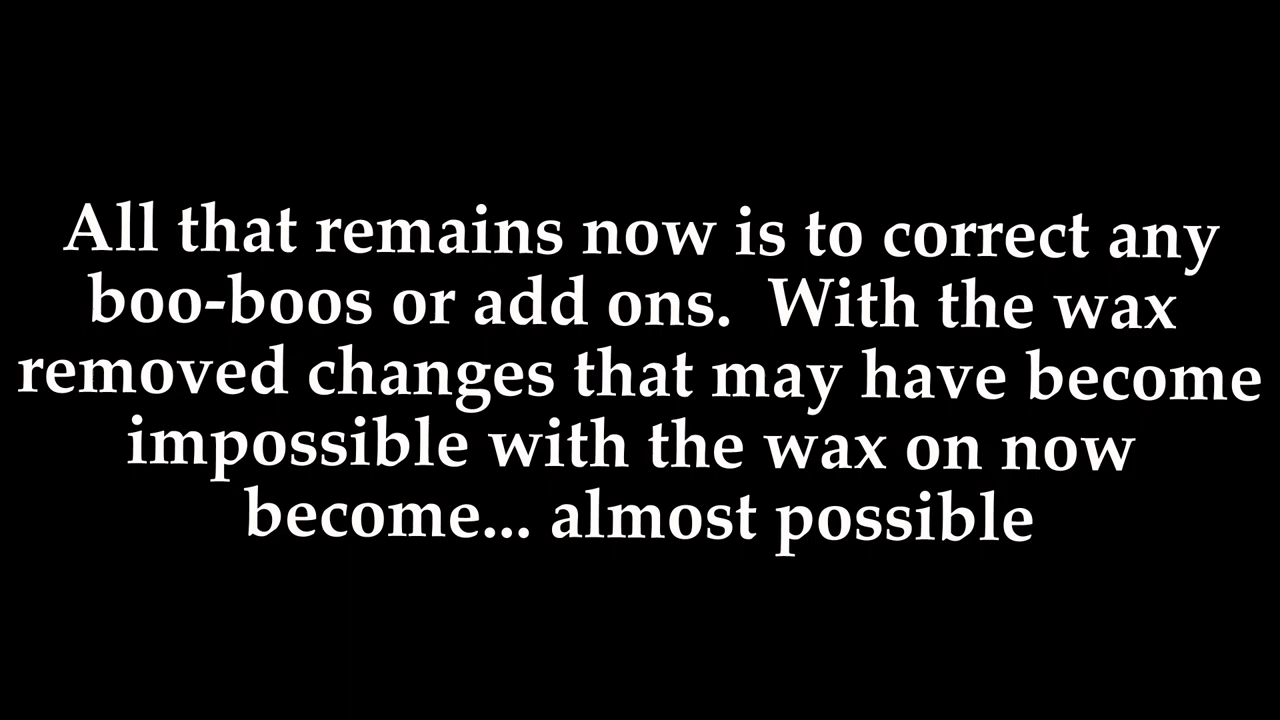 All that remains now is to correct any
boo-boos or add ons.  With the wax
removed changes that may have become
impossible with the wax on now
become... almost possible